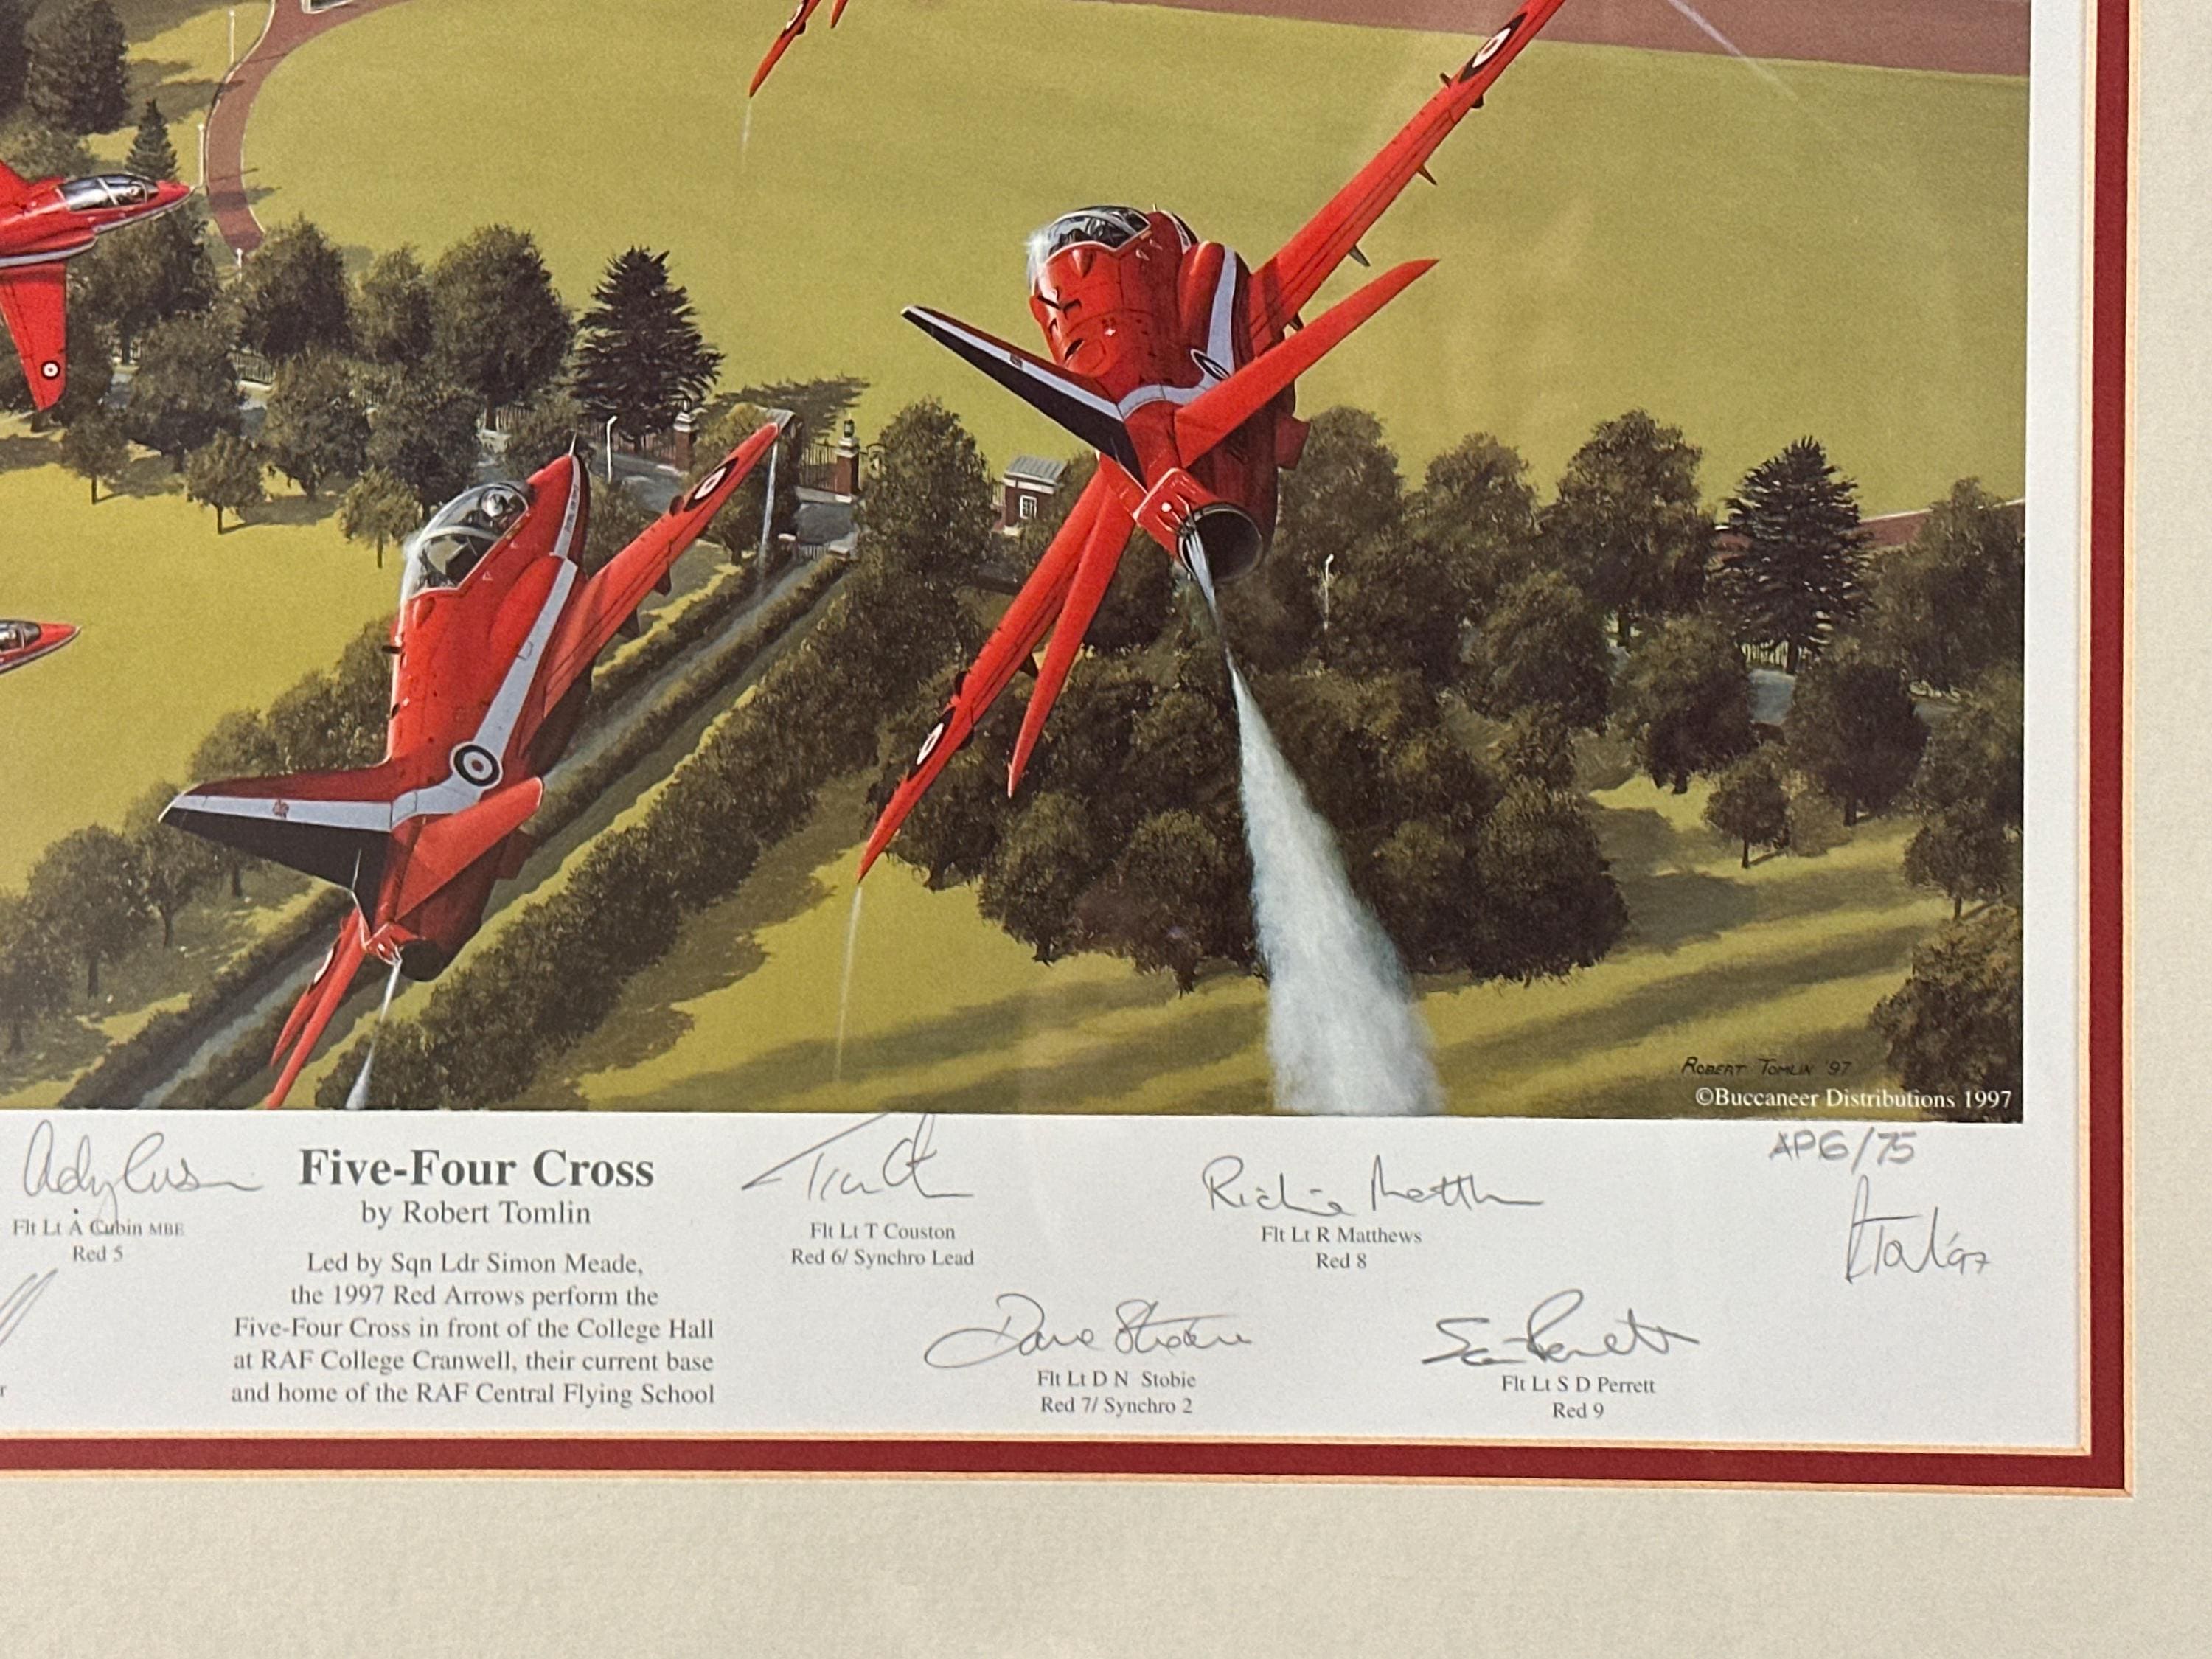 ROBERT TOMLIN '97
©Buccaneer Distributions 1997
AP6/75
Flt Lt A Cubin MBE
Red 5
Five-Four Cross
by Robert Tomlin
Led by Sqn Ldr Simon Meade,
the 1997 Red Arrows perform the
Five-Four Cross in front of the College Hall
at RAF College Cranwell, their current base
and home of the RAF Central Flying School
Flt Lt T Couston
Red 6/ Synchro Lead
Richie Matthews
Flt Lt R Matthews
Red 8
Dave Stobie
Flt Lt D N Stobie
Red 7/ Synchro 2
Flt Lt S D Perrett
Red 9